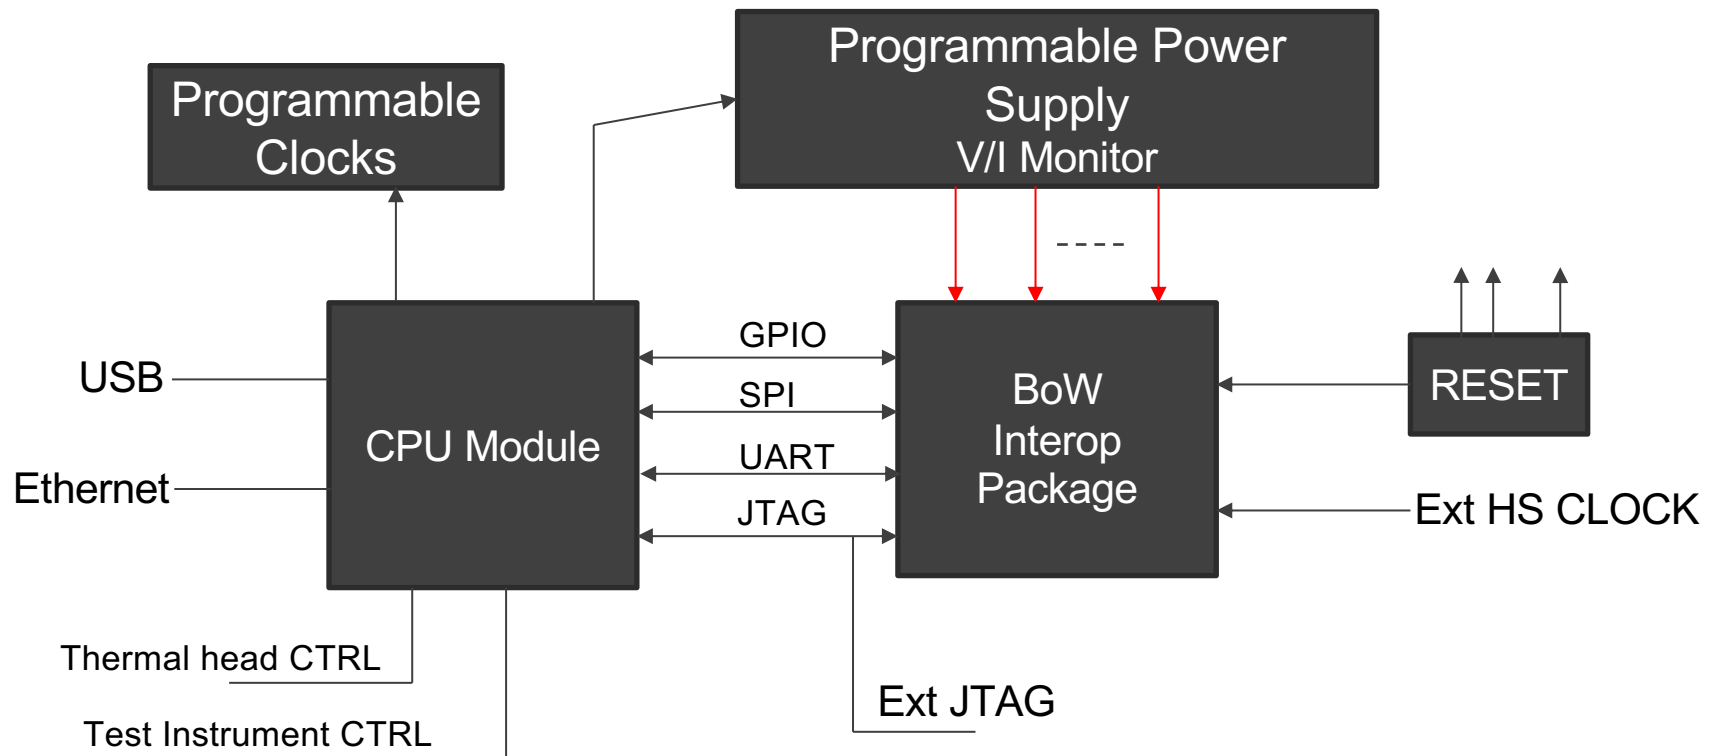 Programmable Power
Supply
V/I Monitor
Programmable
Clocks
GPIO
SPI
UART
JTAG
USB
Ethernet
CPU Module
BoW
Interop
Package
RESET
Ext HS CLOCK
Thermal head CTRL
Test Instrument CTRL
Ext JTAG